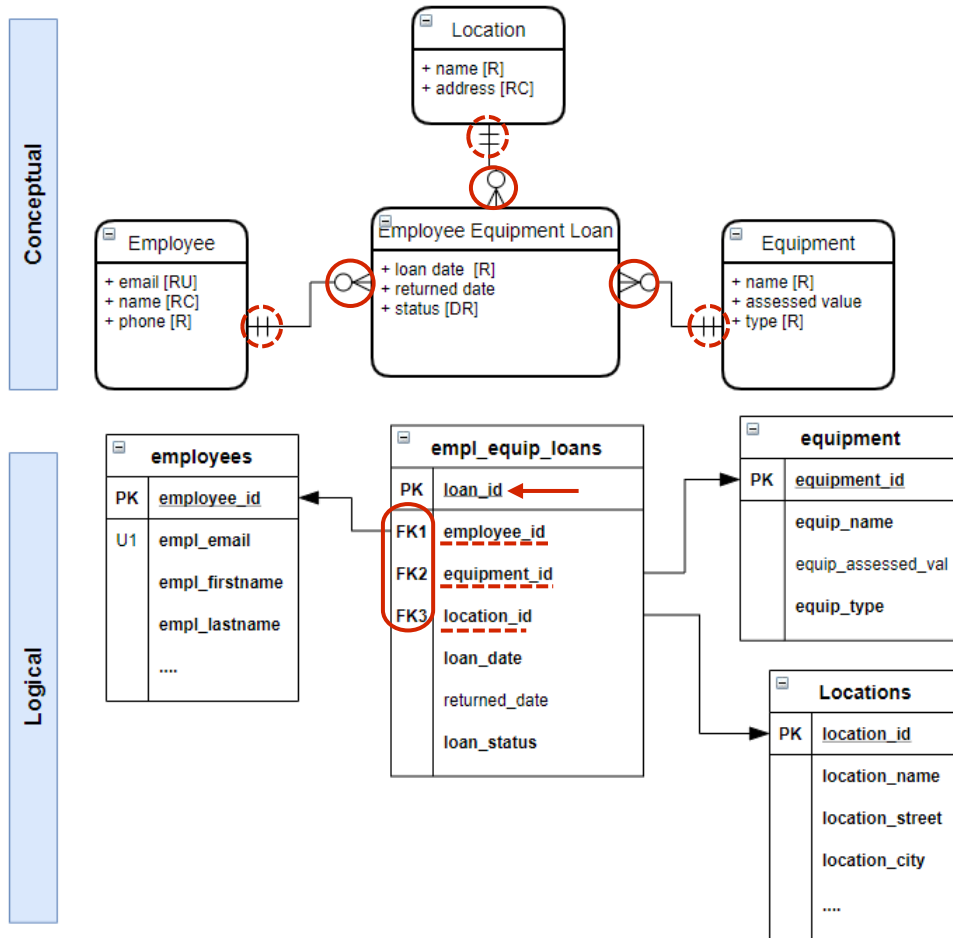 Conceptual
Location
+ name [R]
+ address [RC]
Employee
+ email [RU]
+ name [RC]
+ phone [R]
Employee Equipment Loan
+ loan date [R]
+ returned date
+ status [DR]
Equipment
+ name [R]
+ assessed value
+ type [R]
Logical
employees
PK employee_id
U1 empl_email
empl_firstname
empl_lastname
....
empl_equip_loans
PK loan_id
FK1 employee_id
FK2 equipment_id
FK3 location_id
loan_date
returned_date
loan_status
equipment
PK equipment_id
equip_name
equip_assessed_val
equip_type
Locations
PK location_id
location_name
location_street
location_city
....